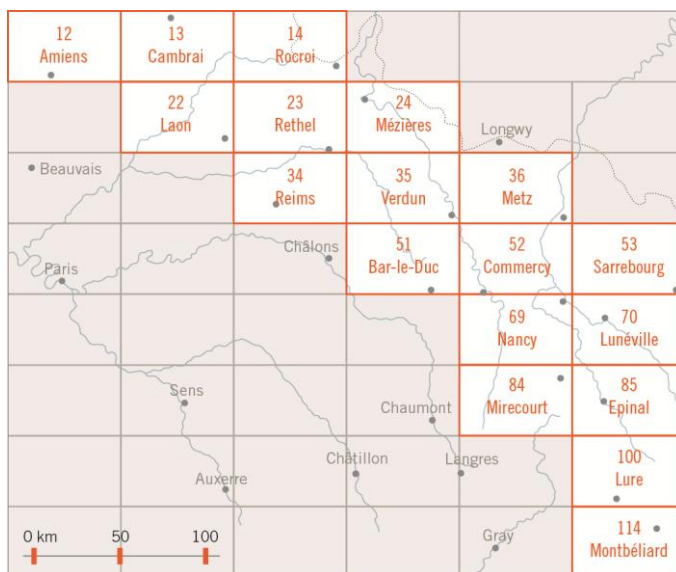 12
Amiens
13
Cambrai
14
Rocroi
22
Laon
23
Rethel
24
Mézières
Longwy
Beauvais
34
Reims
35
Verdun
36
Metz
Paris
Châlons
51
Bar-le-Duc
52
Commercy
53
Sarrebourg
69
Nancy
70
Lunéville
Sens
Chaumont
84
Mirecourt
85
Epinal
Auxerre
Châtillon
Langres
100
Lure
0 km 50 100
Gray
114
Montbéliard